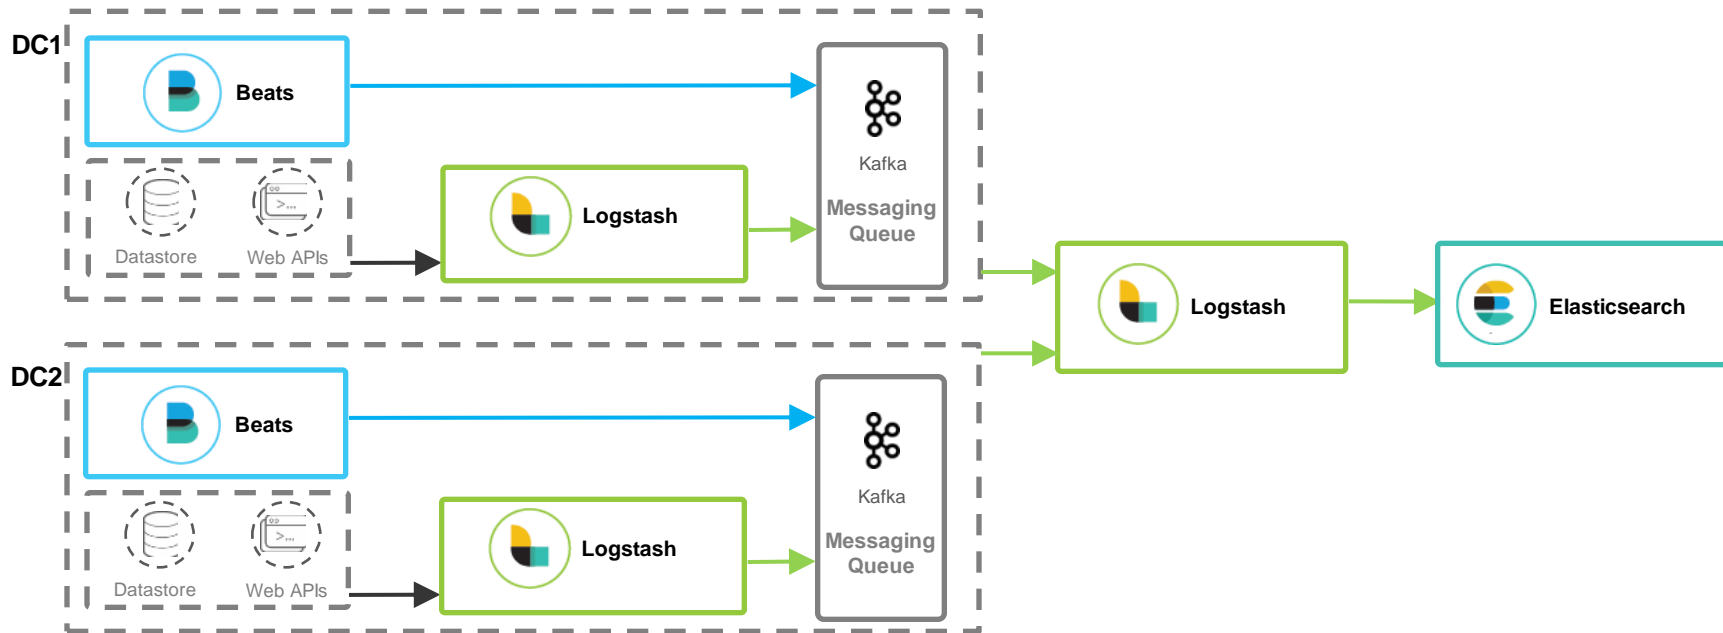 DC1
Beats
Kafka
Messaging
Queue
Datastore
Web APIs
Logstash
>_...
DC2
Beats
Kafka
Messaging
Queue
Datastore
Web APIs
Logstash
>_...
Logstash
Elasticsearch